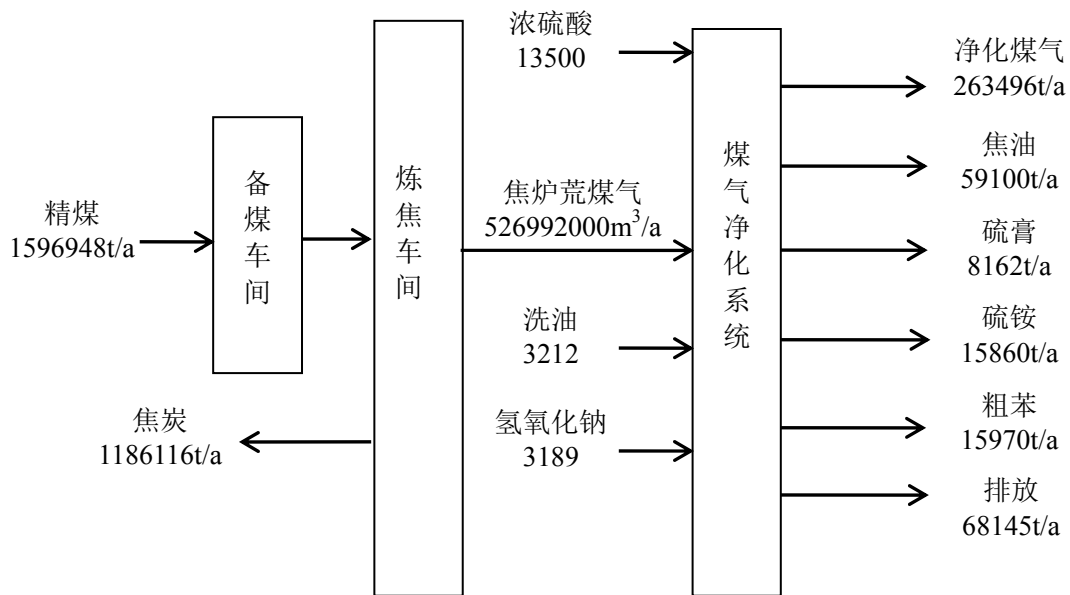 精煤
1596948t/a
备煤车间
炼焦车间
焦炭
1186116t/a
浓硫酸
13500
焦炉荒煤气
526992000m³/a
洗油
3212
氢氧化钠
3189
煤气净化系统
净化煤气
263496t/a
焦油
59100t/a
硫膏
8162t/a
硫铵
15860t/a
粗苯
15970t/a
排放
68145t/a